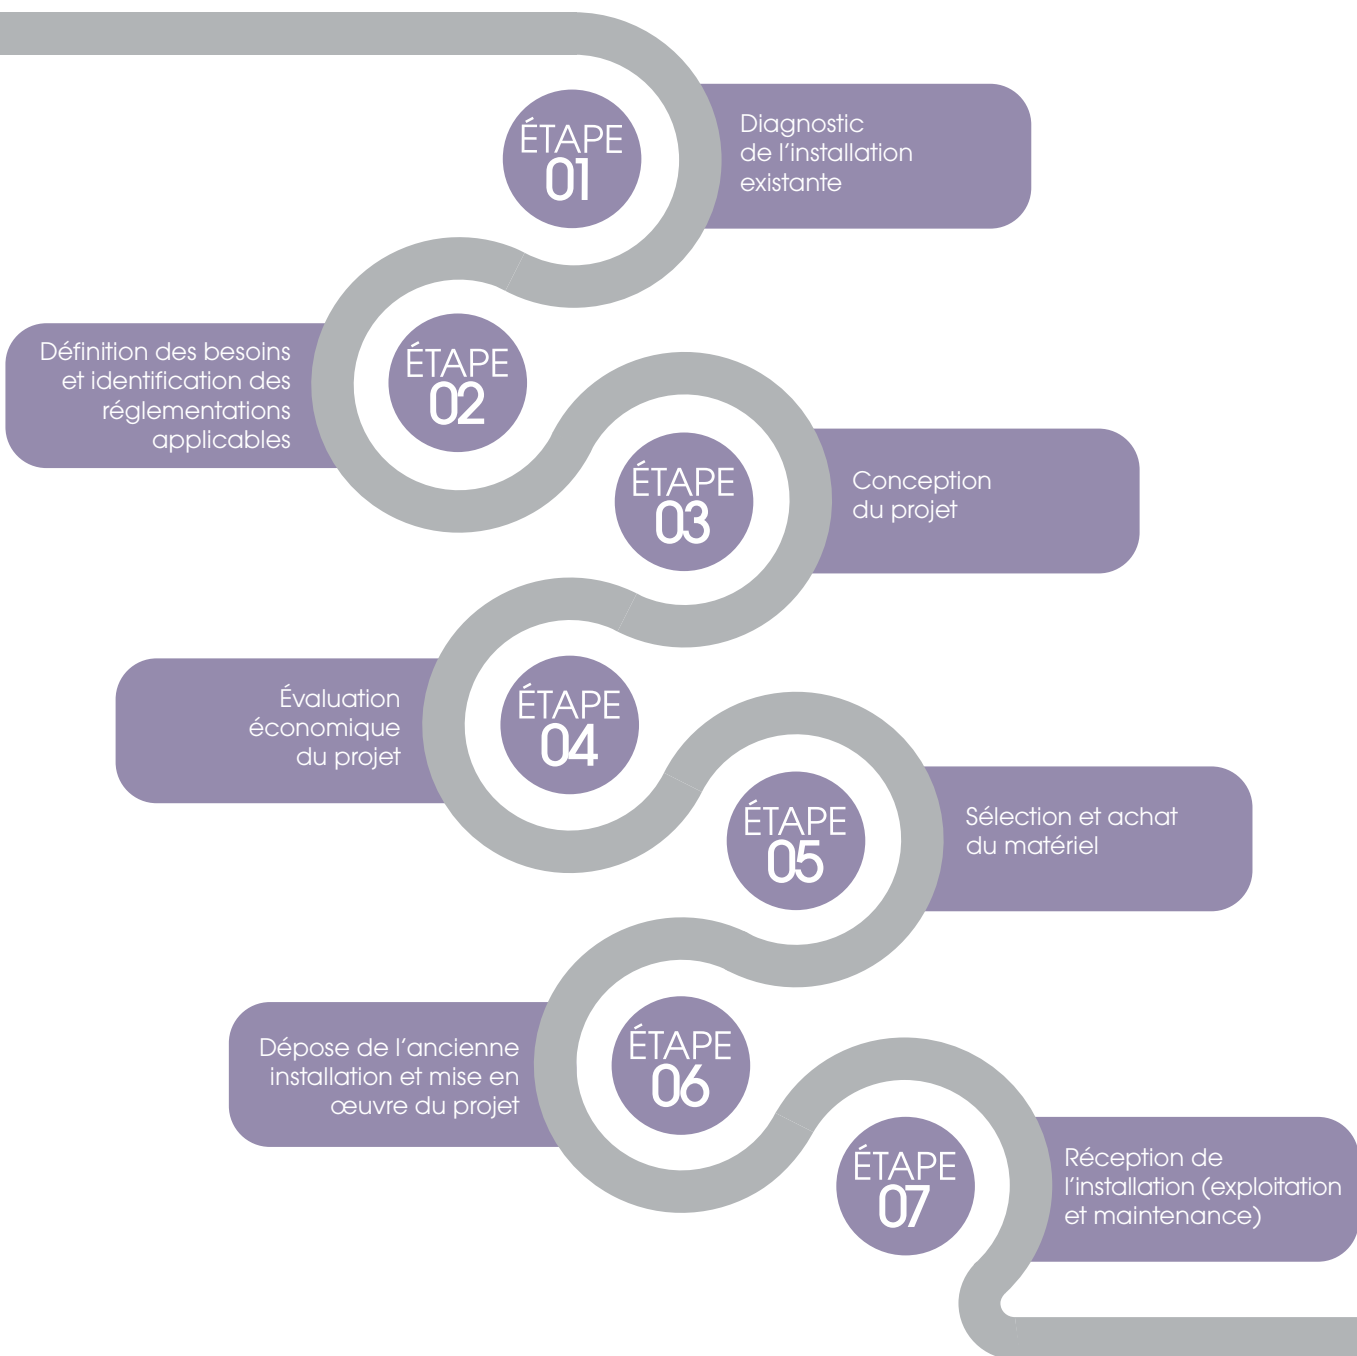 ÉTAPE
01
Diagnostic
de l’installation
existante
ÉTAPE
02
Définition des besoins
et identification des
réglementations
applicables
ÉTAPE
03
Conception
du projet
ÉTAPE
04
Évaluation
économique
du projet
ÉTAPE
05
Sélection et achat
du matériel
ÉTAPE
06
Dépose de l’ancienne
installation et mise en
œuvre du projet
ÉTAPE
07
Réception de
l’installation (exploitation
et maintenance)